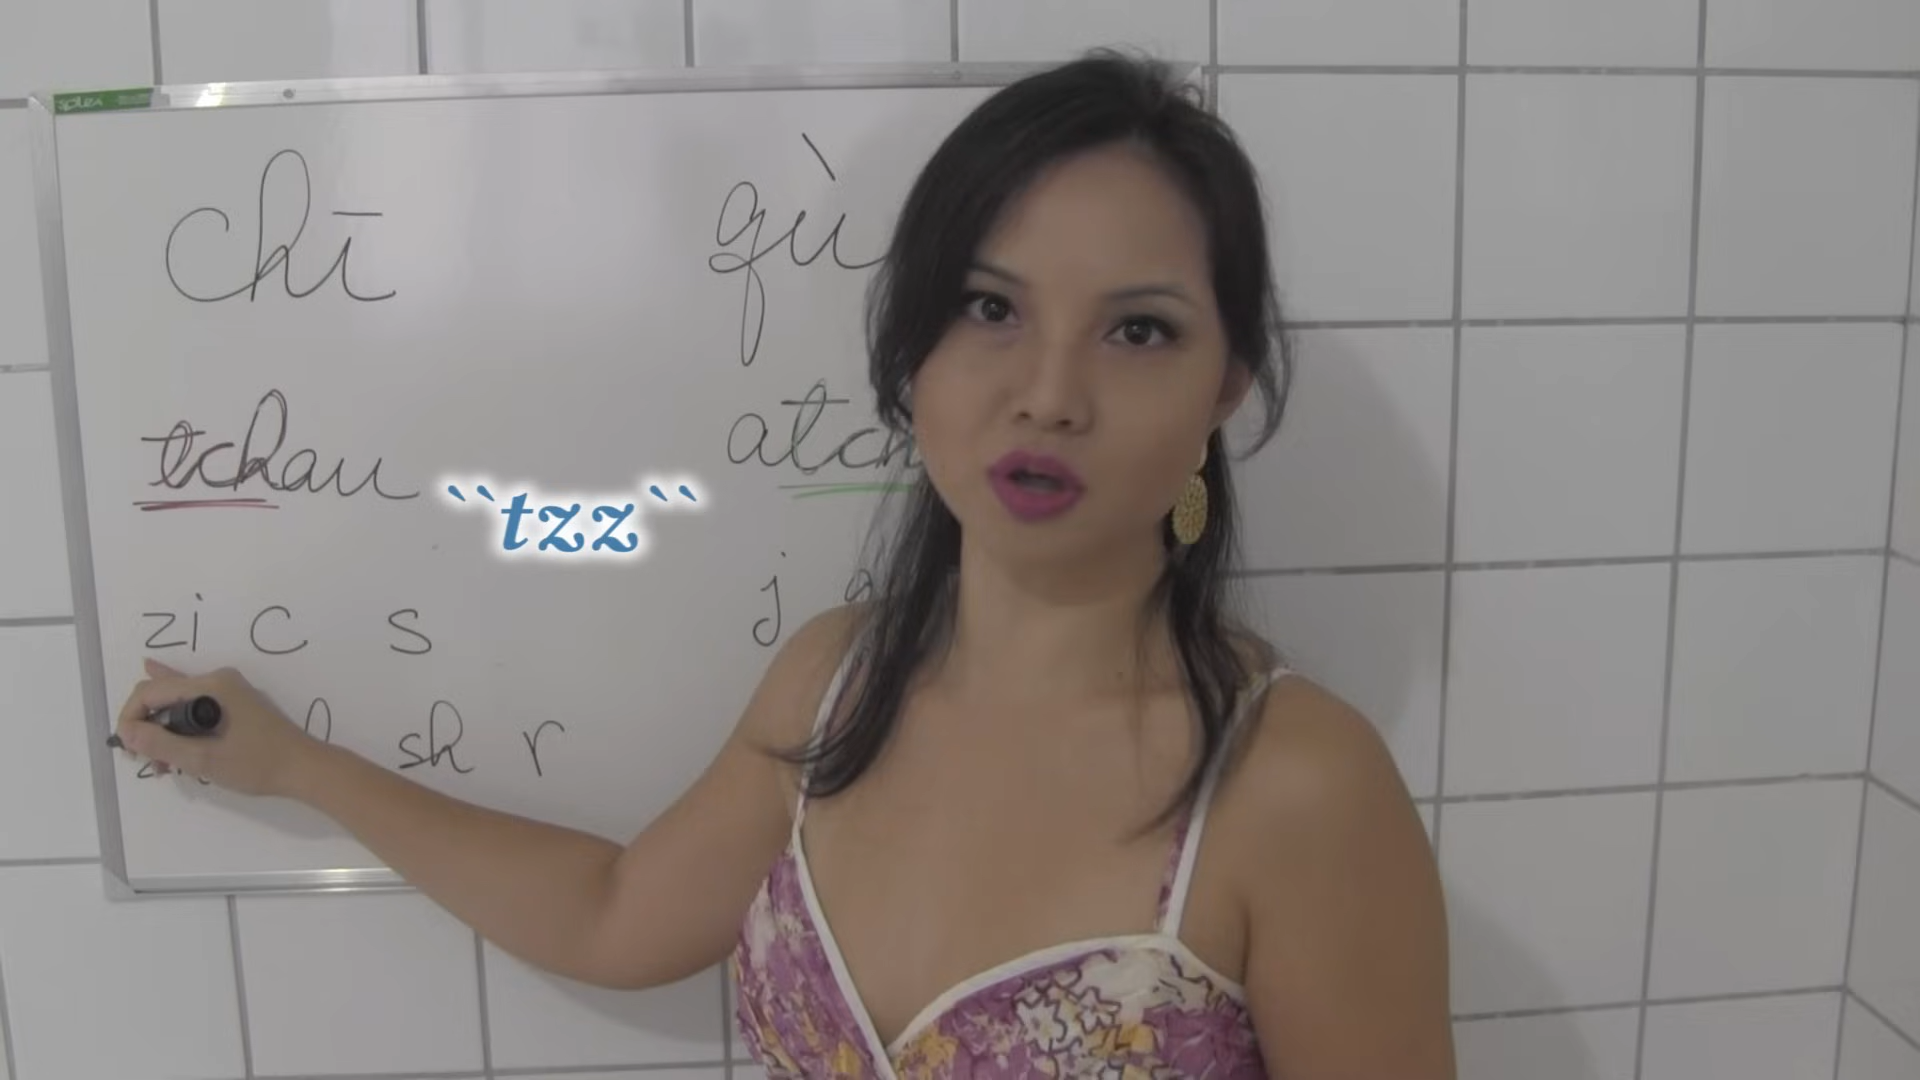 chī qù
tchau atch
``tzz``
zi c s j
sh r